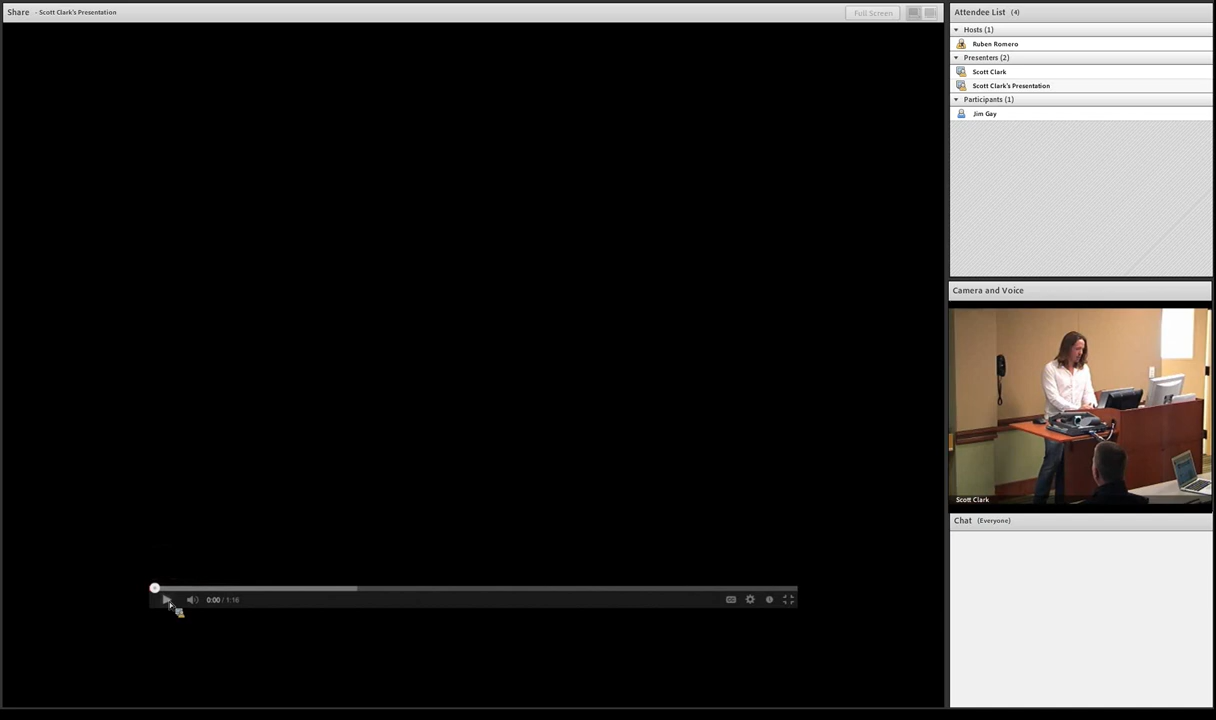 Share - Scott Clark's Presentation
Full Screen
0:00 / 1:16
Attendee List (4)
Hosts (1)
Ruben Romero
Presenters (2)
Scott Clark
Scott Clark's Presentation
Participants (1)
Jim Gay
Camera and Voice
Scott Clark
Chat (Everyone)